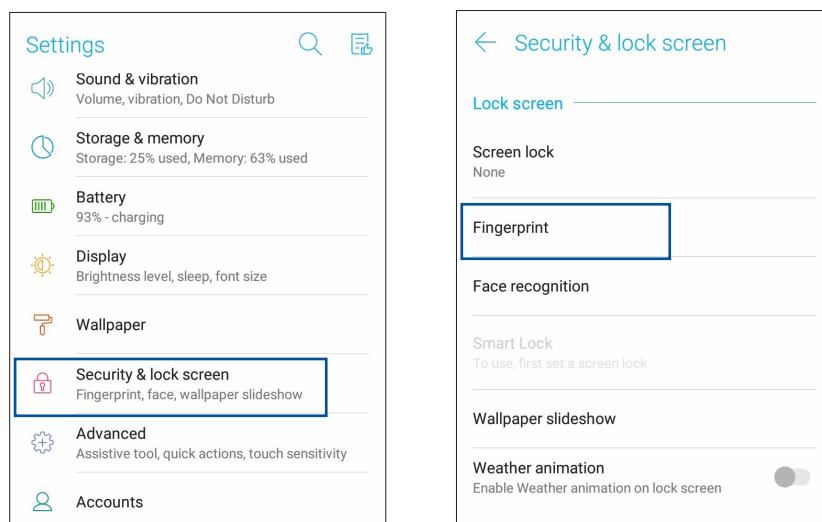 Settings
Sound & vibration
Volume, vibration, Do Not Disturb
Storage & memory
Storage: 25% used, Memory: 63% used
Battery
93% - charging
Display
Brightness level, sleep, font size
Wallpaper
Security & lock screen
Fingerprint, face, wallpaper slideshow
Advanced
Assistive tool, quick actions, touch sensitivity
Accounts
Security & lock screen
Lock screen
Screen lock
None
Fingerprint
Face recognition
Smart Lock
To use, first set a screen lock
Wallpaper slideshow
Weather animation
Enable Weather animation on lock screen